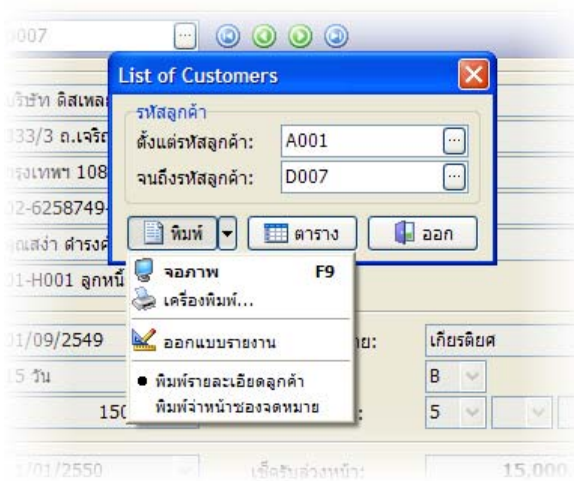 007
List of Customers
บริษัท ดิสเพล
รหัสลูกค้า
333/3 ถ.เจริญ
ตั้งแต่รหัสลูกค้า: A001
กรุงเทพฯ 108
จนถึงรหัสลูกค้า: D007
02-6258749-
พิมพ์ ตาราง ออก
คุณสง่า ดำรงค์
จอภาพ F9
01-H001 ลูกหนี้
เครื่องพิมพ์...
01/09/2549
ออกแบบรายงาน
าย: เกียรติยศ
15 วัน
พิมพ์รายละเอียดลูกค้า
B
150
พิมพ์จ่าหน้าซองจดหมาย
5
01/01/2550 เช็ครับล่วงหน้า: 15,000.